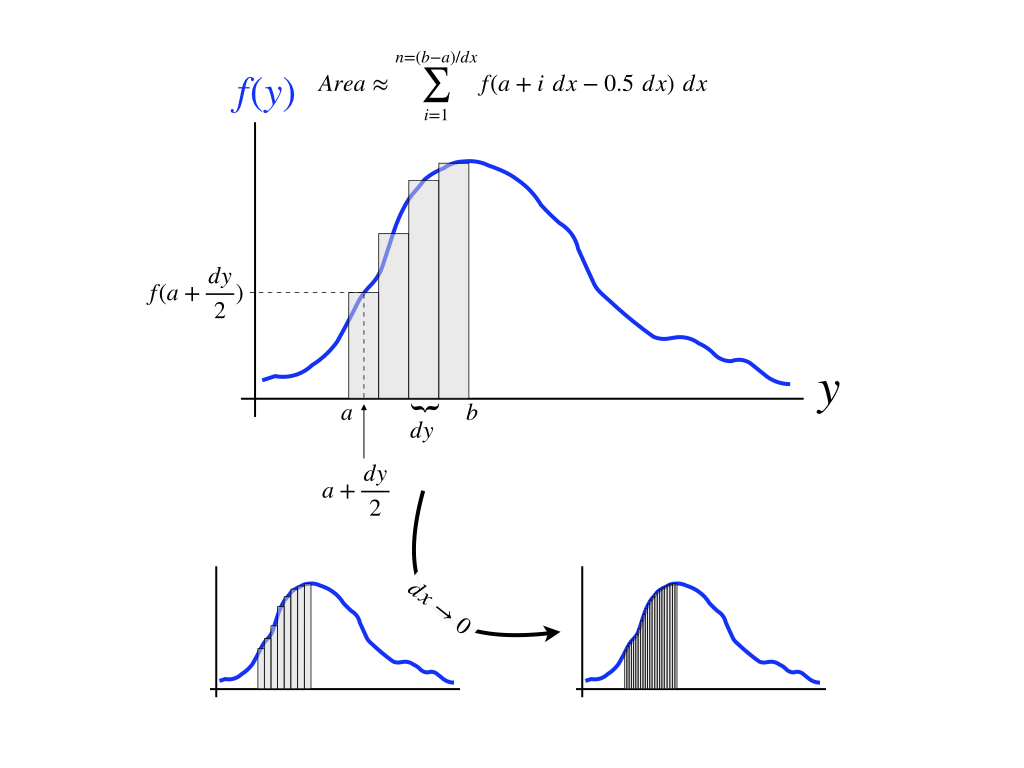 n=(b−a)/dx
f(y) Area ≈ ∑ f(a + i dx − 0.5 dx) dx
i=1
f(a + dy/2)
a b
dy
y
a + dy/2
dx → 0